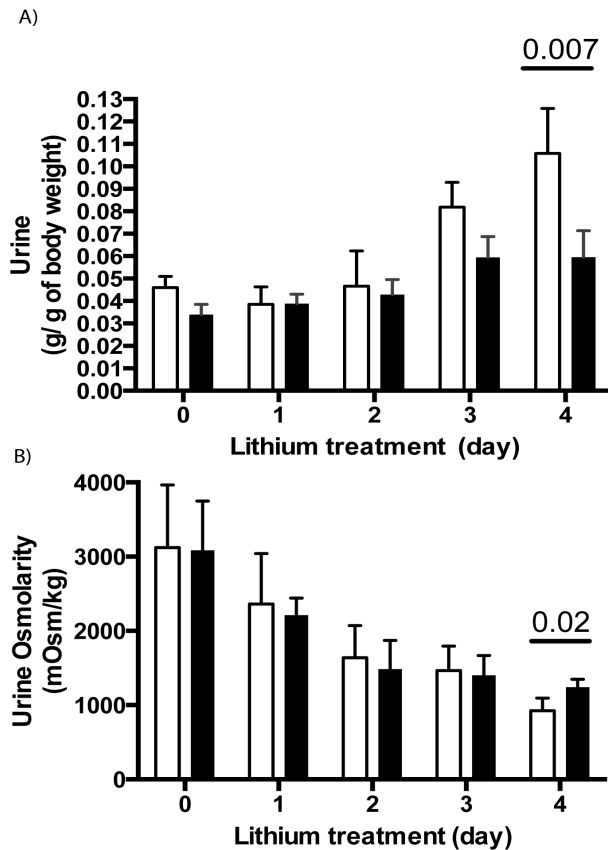 A)
0.007
Urine
(g/ g of body weight)
0.13
0.12
0.11
0.10
0.09
0.08
0.07
0.06
0.05
0.04
0.03
0.02
0.01
0.00
0 1 2 3 4
Lithium treatment (day)
B)
0.02
Urine Osmolarity
(mOsm/kg)
4000
3000
2000
1000
0
0 1 2 3 4
Lithium treatment (day)